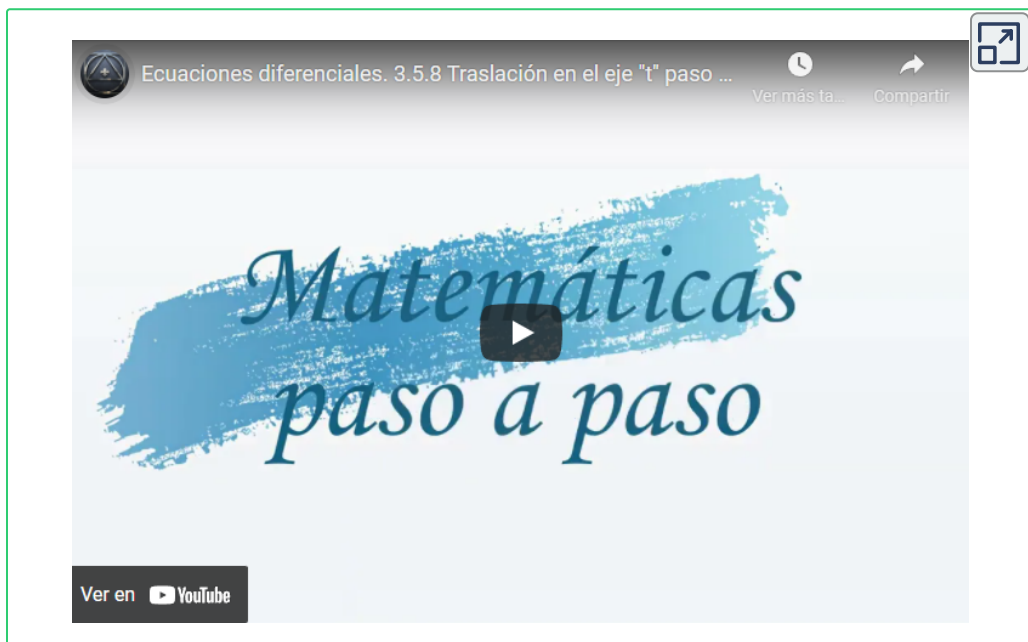 Ecuaciones diferenciales. 3.5.8 Traslación en el eje "t" paso ...
Ver más ta...
Compartir
Matemáticas
paso a paso
Ver en YouTube